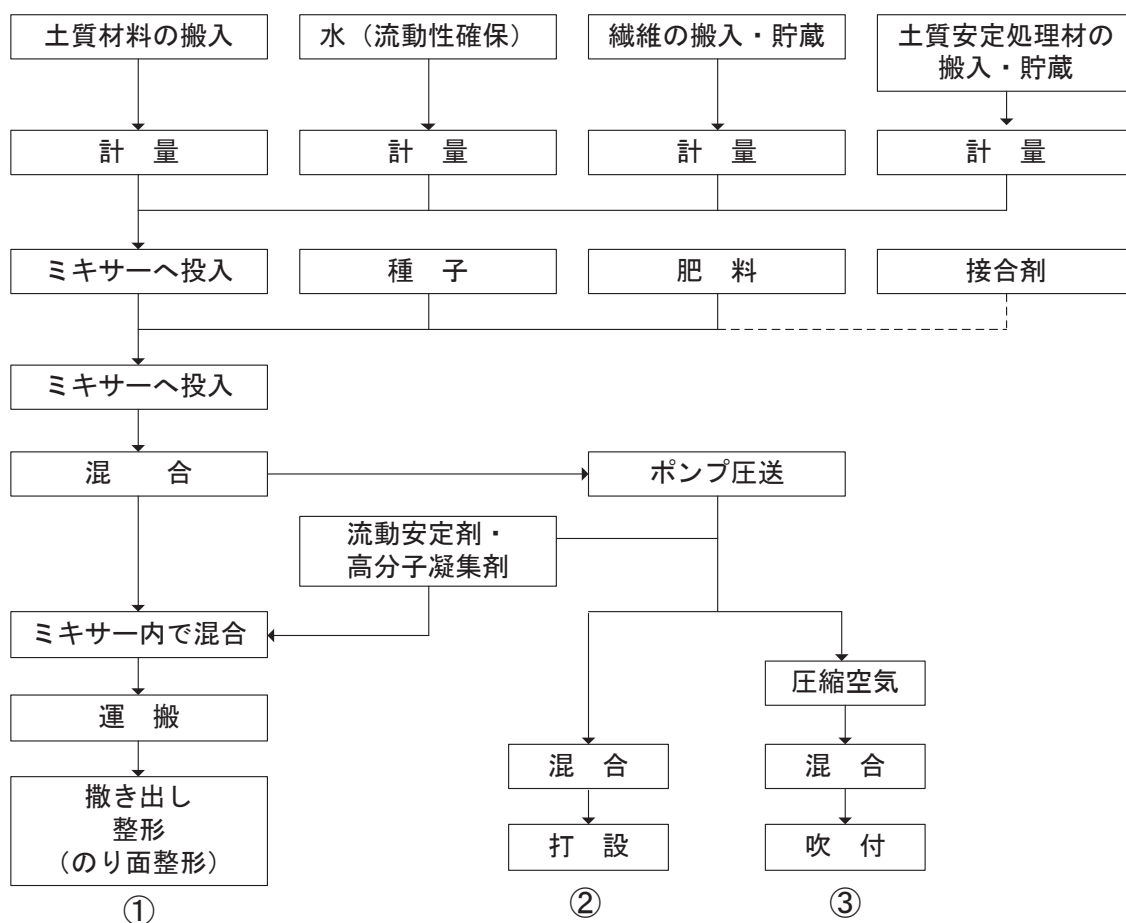 土質材料の搬入
水（流動性確保）
繊維の搬入・貯蔵
土質安定処理材の
搬入・貯蔵
計　量
計　量
計　量
計　量
ミキサーへ投入
種　子
肥　料
接合剤
ミキサーへ投入
混　　合
ポンプ圧送
流動安定剤・
高分子凝集剤
ミキサー内で混合
圧縮空気
運　搬
混　合
混　合
撒き出し
整形
（のり面整形）
打　設
吹　付
①
②
③